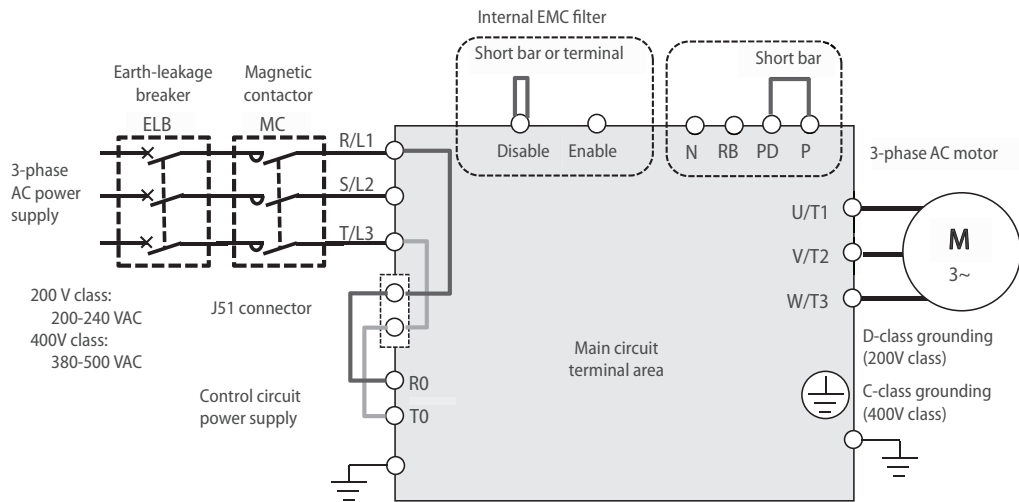 Internal EMC filter
Short bar or terminal
Short bar
Earth-leakage
breaker
ELB
Magnetic
contactor
MC
R/L1
Disable
Enable
N
RB
PD
P
3-phase AC motor
3-phase
AC power
supply
S/L2
T/L3
U/T1
V/T2
W/T3
M
3~
200 V class:
200-240 VAC
400V class:
380-500 VAC
J51 connector
Main circuit
terminal area
D-class grounding
(200V class)
C-class grounding
(400V class)
Control circuit
power supply
R0
T0